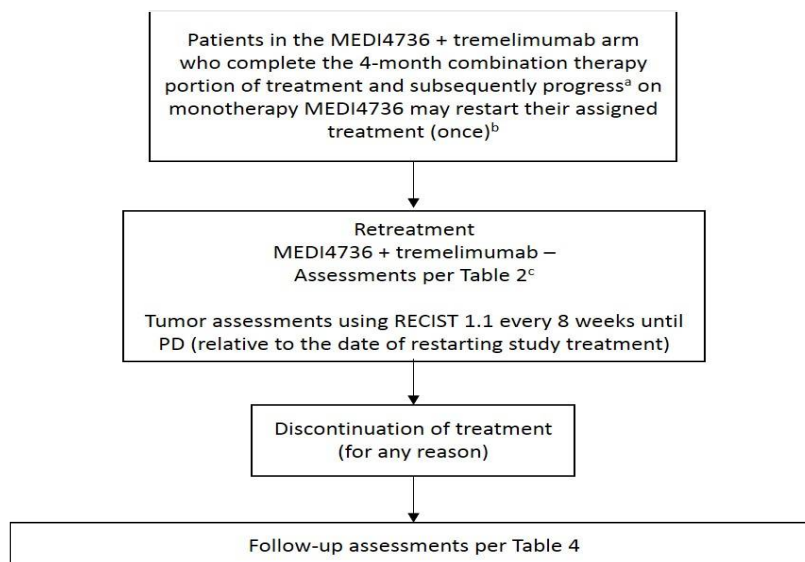 Patients in the MEDI4736 + tremelimumab arm
who complete the 4-month combination therapy
portion of treatment and subsequently progressᵃ on
monotherapy MEDI4736 may restart their assigned
treatment (once)ᵇ
Retreatment
MEDI4736 + tremelimumab –
Assessments per Table 2ᶜ
Tumor assessments using RECIST 1.1 every 8 weeks until
PD (relative to the date of restarting study treatment)
Discontinuation of treatment
(for any reason)
Follow-up assessments per Table 4